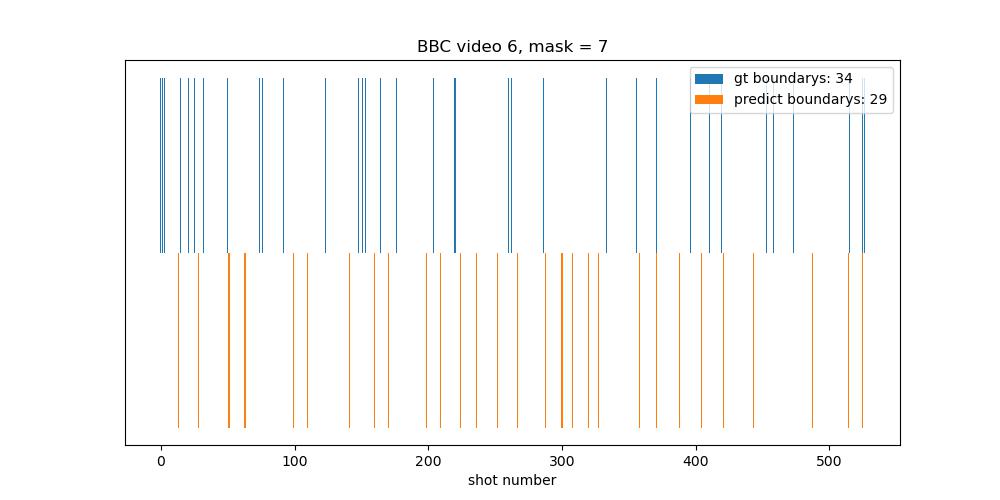 BBC video 6, mask = 7
gt boundarys: 34
predict boundarys: 29
0 100 200 300 400 500
shot number